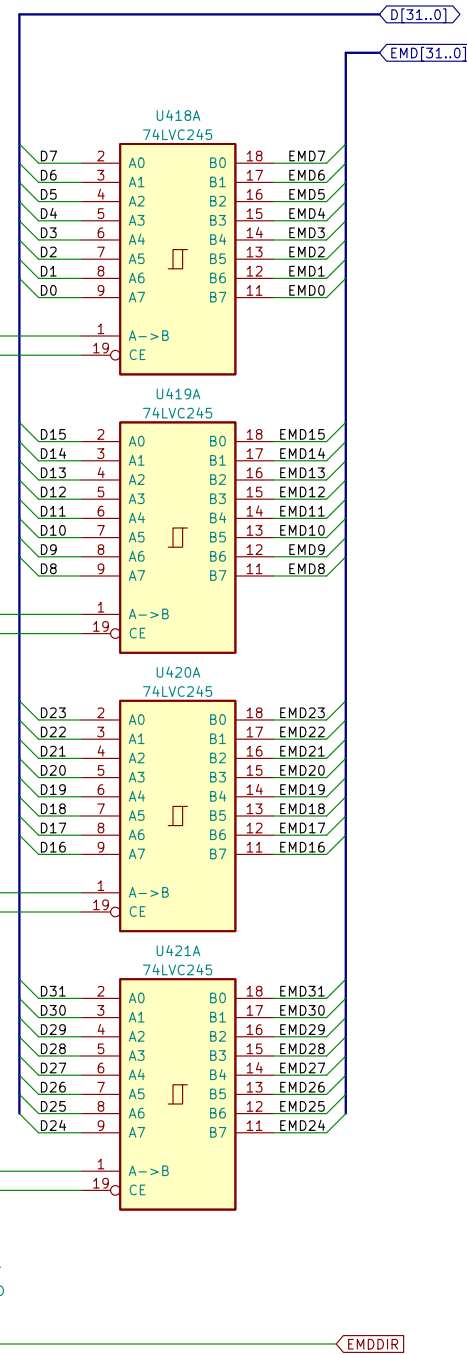 D[31..0]
EMD[31..0]
U418A
74LVC245
D7 2 A0 B0 18 EMD7
D6 3 A1 B1 17 EMD6
D5 4 A2 B2 16 EMD5
D4 5 A3 B3 15 EMD4
D3 6 A4 B4 14 EMD3
D2 7 A5 B5 13 EMD2
D1 8 A6 B6 12 EMD1
D0 9 A7 B7 11 EMD0
1 A->B
19 CE
U419A
74LVC245
D15 2 A0 B0 18 EMD15
D14 3 A1 B1 17 EMD14
D13 4 A2 B2 16 EMD13
D12 5 A3 B3 15 EMD12
D11 6 A4 B4 14 EMD11
D10 7 A5 B5 13 EMD10
D9 8 A6 B6 12 EMD9
D8 9 A7 B7 11 EMD8
1 A->B
19 CE
U420A
74LVC245
D23 2 A0 B0 18 EMD23
D22 3 A1 B1 17 EMD22
D21 4 A2 B2 16 EMD21
D20 5 A3 B3 15 EMD20
D19 6 A4 B4 14 EMD19
D18 7 A5 B5 13 EMD18
D17 8 A6 B6 12 EMD17
D16 9 A7 B7 11 EMD16
1 A->B
19 CE
U421A
74LVC245
D31 2 A0 B0 18 EMD31
D30 3 A1 B1 17 EMD30
D29 4 A2 B2 16 EMD29
D28 5 A3 B3 15 EMD28
D27 6 A4 B4 14 EMD27
D26 7 A5 B5 13 EMD26
D25 8 A6 B6 12 EMD25
D24 9 A7 B7 11 EMD24
1 A->B
19 CE
EMDDIR